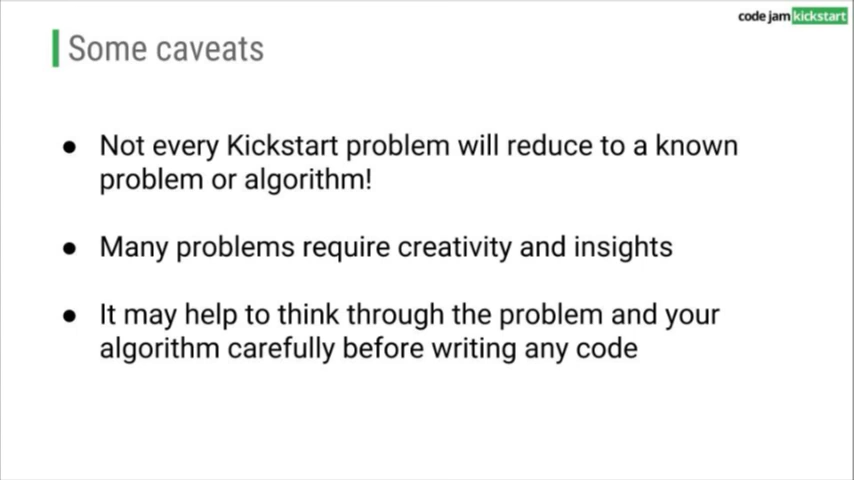 code jam kickstart
Some caveats
● Not every Kickstart problem will reduce to a known
problem or algorithm!
● Many problems require creativity and insights
● It may help to think through the problem and your
algorithm carefully before writing any code